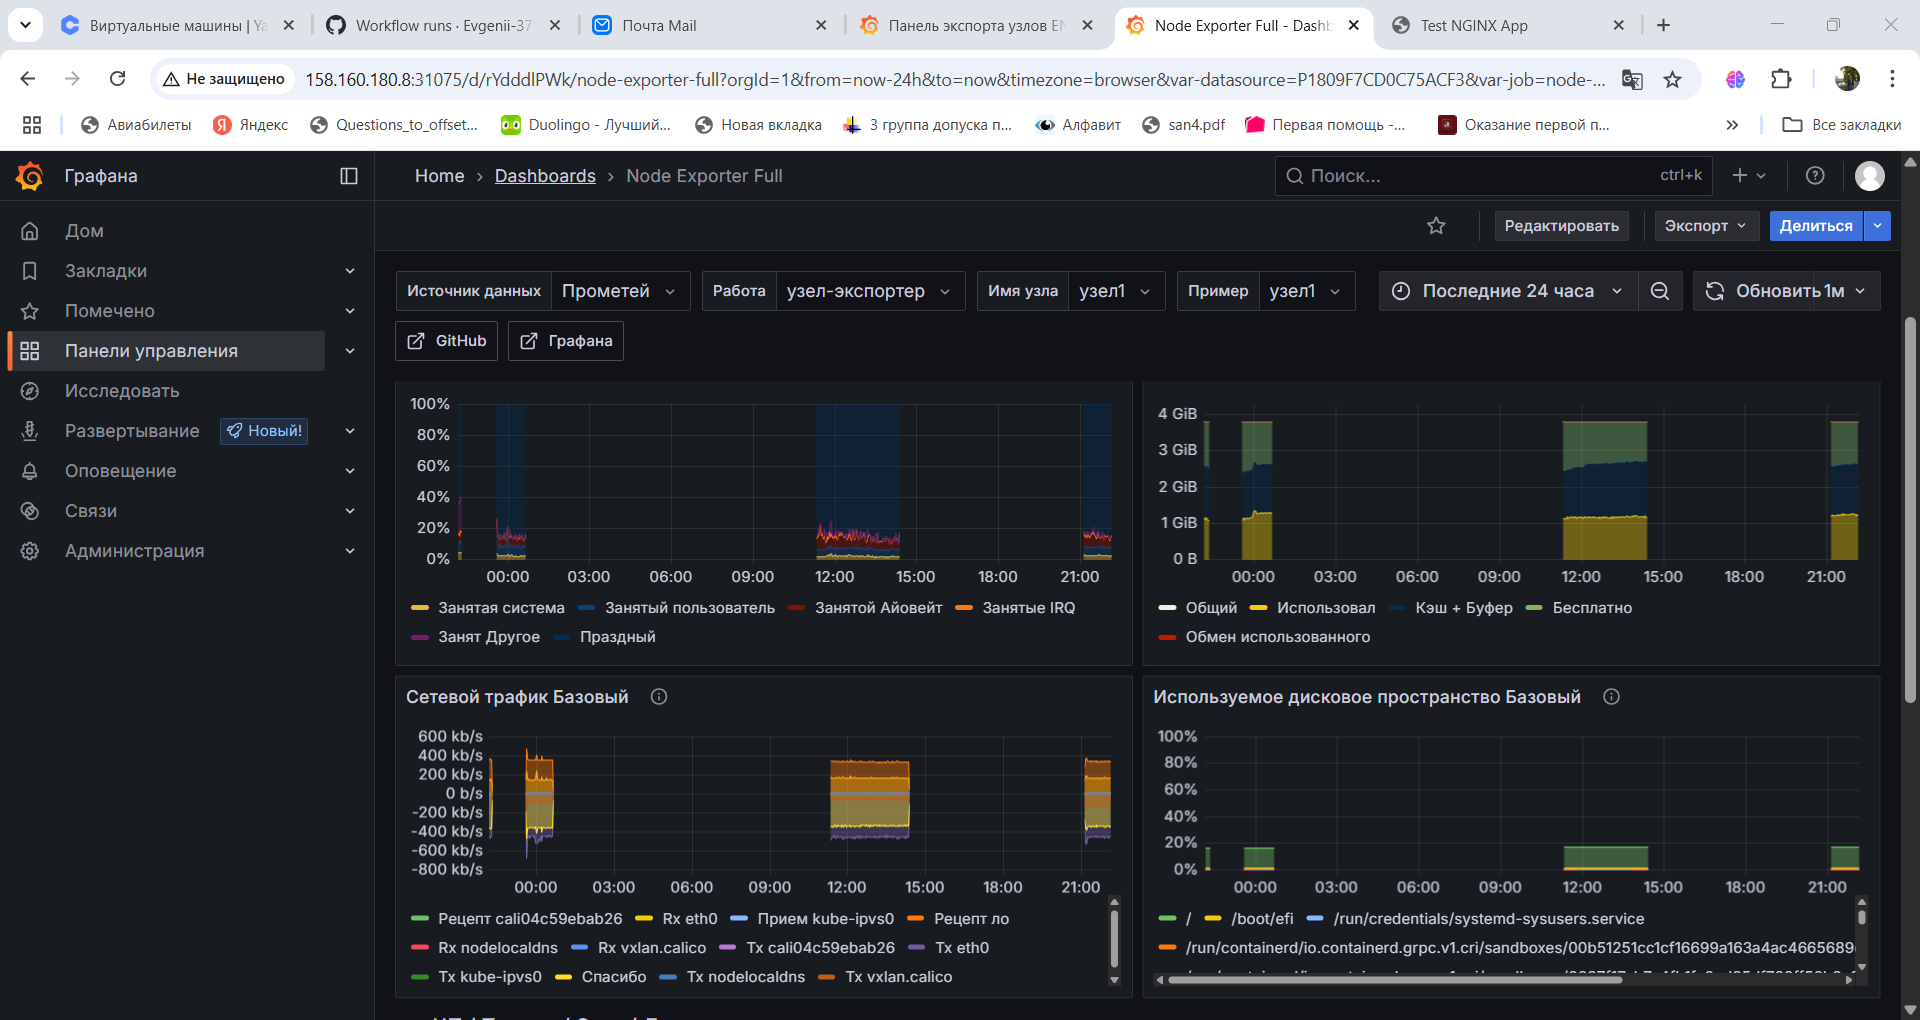 Виртуальные машины | Ya
Workflow runs · Evgenii-37
Почта Mail
Панель экспорта узлов EN
Node Exporter Full - Dashb
Test NGINX App
Не защищено
158.160.180.8:31075/d/rYdddlPWk/node-exporter-full?orgId=1&from=now-24h&to=now&timezone=browser&var-datasource=P1809F7CD0C75ACF3&var-job=node-...
Авиабилеты
Яндекс
Questions_to_offset...
Duolingo - Лучший...
Новая вкладка
3 группа допуска п...
Алфавит
san4.pdf
Первая помощь -...
Оказание первой п...
Все закладки
Графана
Home › Dashboards › Node Exporter Full
Поиск...
ctrl+k
Редактировать
Экспорт
Делиться
Дом
Закладки
Помечено
Панели управления
Исследовать
Развертывание
Новый!
Оповещение
Связи
Администрация
Источник данных
Прометей
Работа
узел-экспортер
Имя узла
узел1
Пример
узел1
Последние 24 часа
Обновить 1м
GitHub
Графана
100%
80%
60%
40%
20%
0%
00:00 03:00 06:00 09:00 12:00 15:00 18:00 21:00
Занятая система Занятый пользователь Занятой Айовейт Занятые IRQ
Занят Другое Праздный
4 GiB
3 GiB
2 GiB
1 GiB
0 B
00:00 03:00 06:00 09:00 12:00 15:00 18:00 21:00
Общий Использовал Кэш + Буфер Бесплатно
Обмен использованного
Сетевой трафик Базовый
600 kb/s
400 kb/s
200 kb/s
0 b/s
-200 kb/s
-400 kb/s
-600 kb/s
-800 kb/s
00:00 03:00 06:00 09:00 12:00 15:00 18:00 21:00
Рецепт cali04c59ebab26 Rx eth0 Прием kube-ipvs0 Рецепт ло
Rx nodelocaldns Rx vxlan.calico Tx cali04c59ebab26 Tx eth0
Tx kube-ipvs0 Спасибо Tx nodelocaldns Tx vxlan.calico
Используемое дисковое пространство Базовый
100%
80%
60%
40%
20%
0%
00:00 03:00 06:00 09:00 12:00 15:00 18:00 21:00
/ /boot/efi /run/credentials/systemd-sysusers.service
/run/containerd/io.containerd.grpc.v1.cri/sandboxes/00b51251cc1cf16699a163a4ac4665689